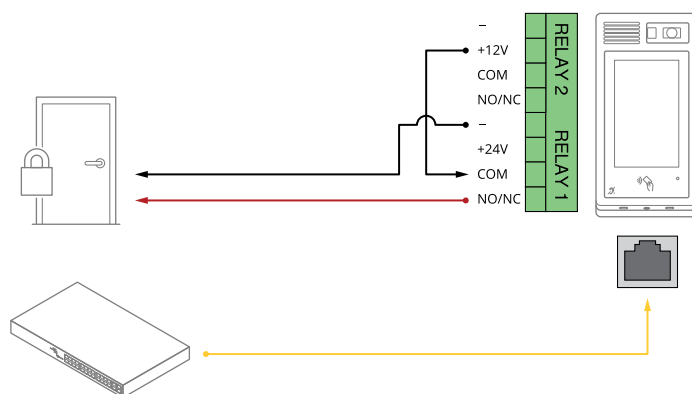 –
+12V
COM
NO/NC
–
+24V
COM
NO/NC
RELAY 2
RELAY 1